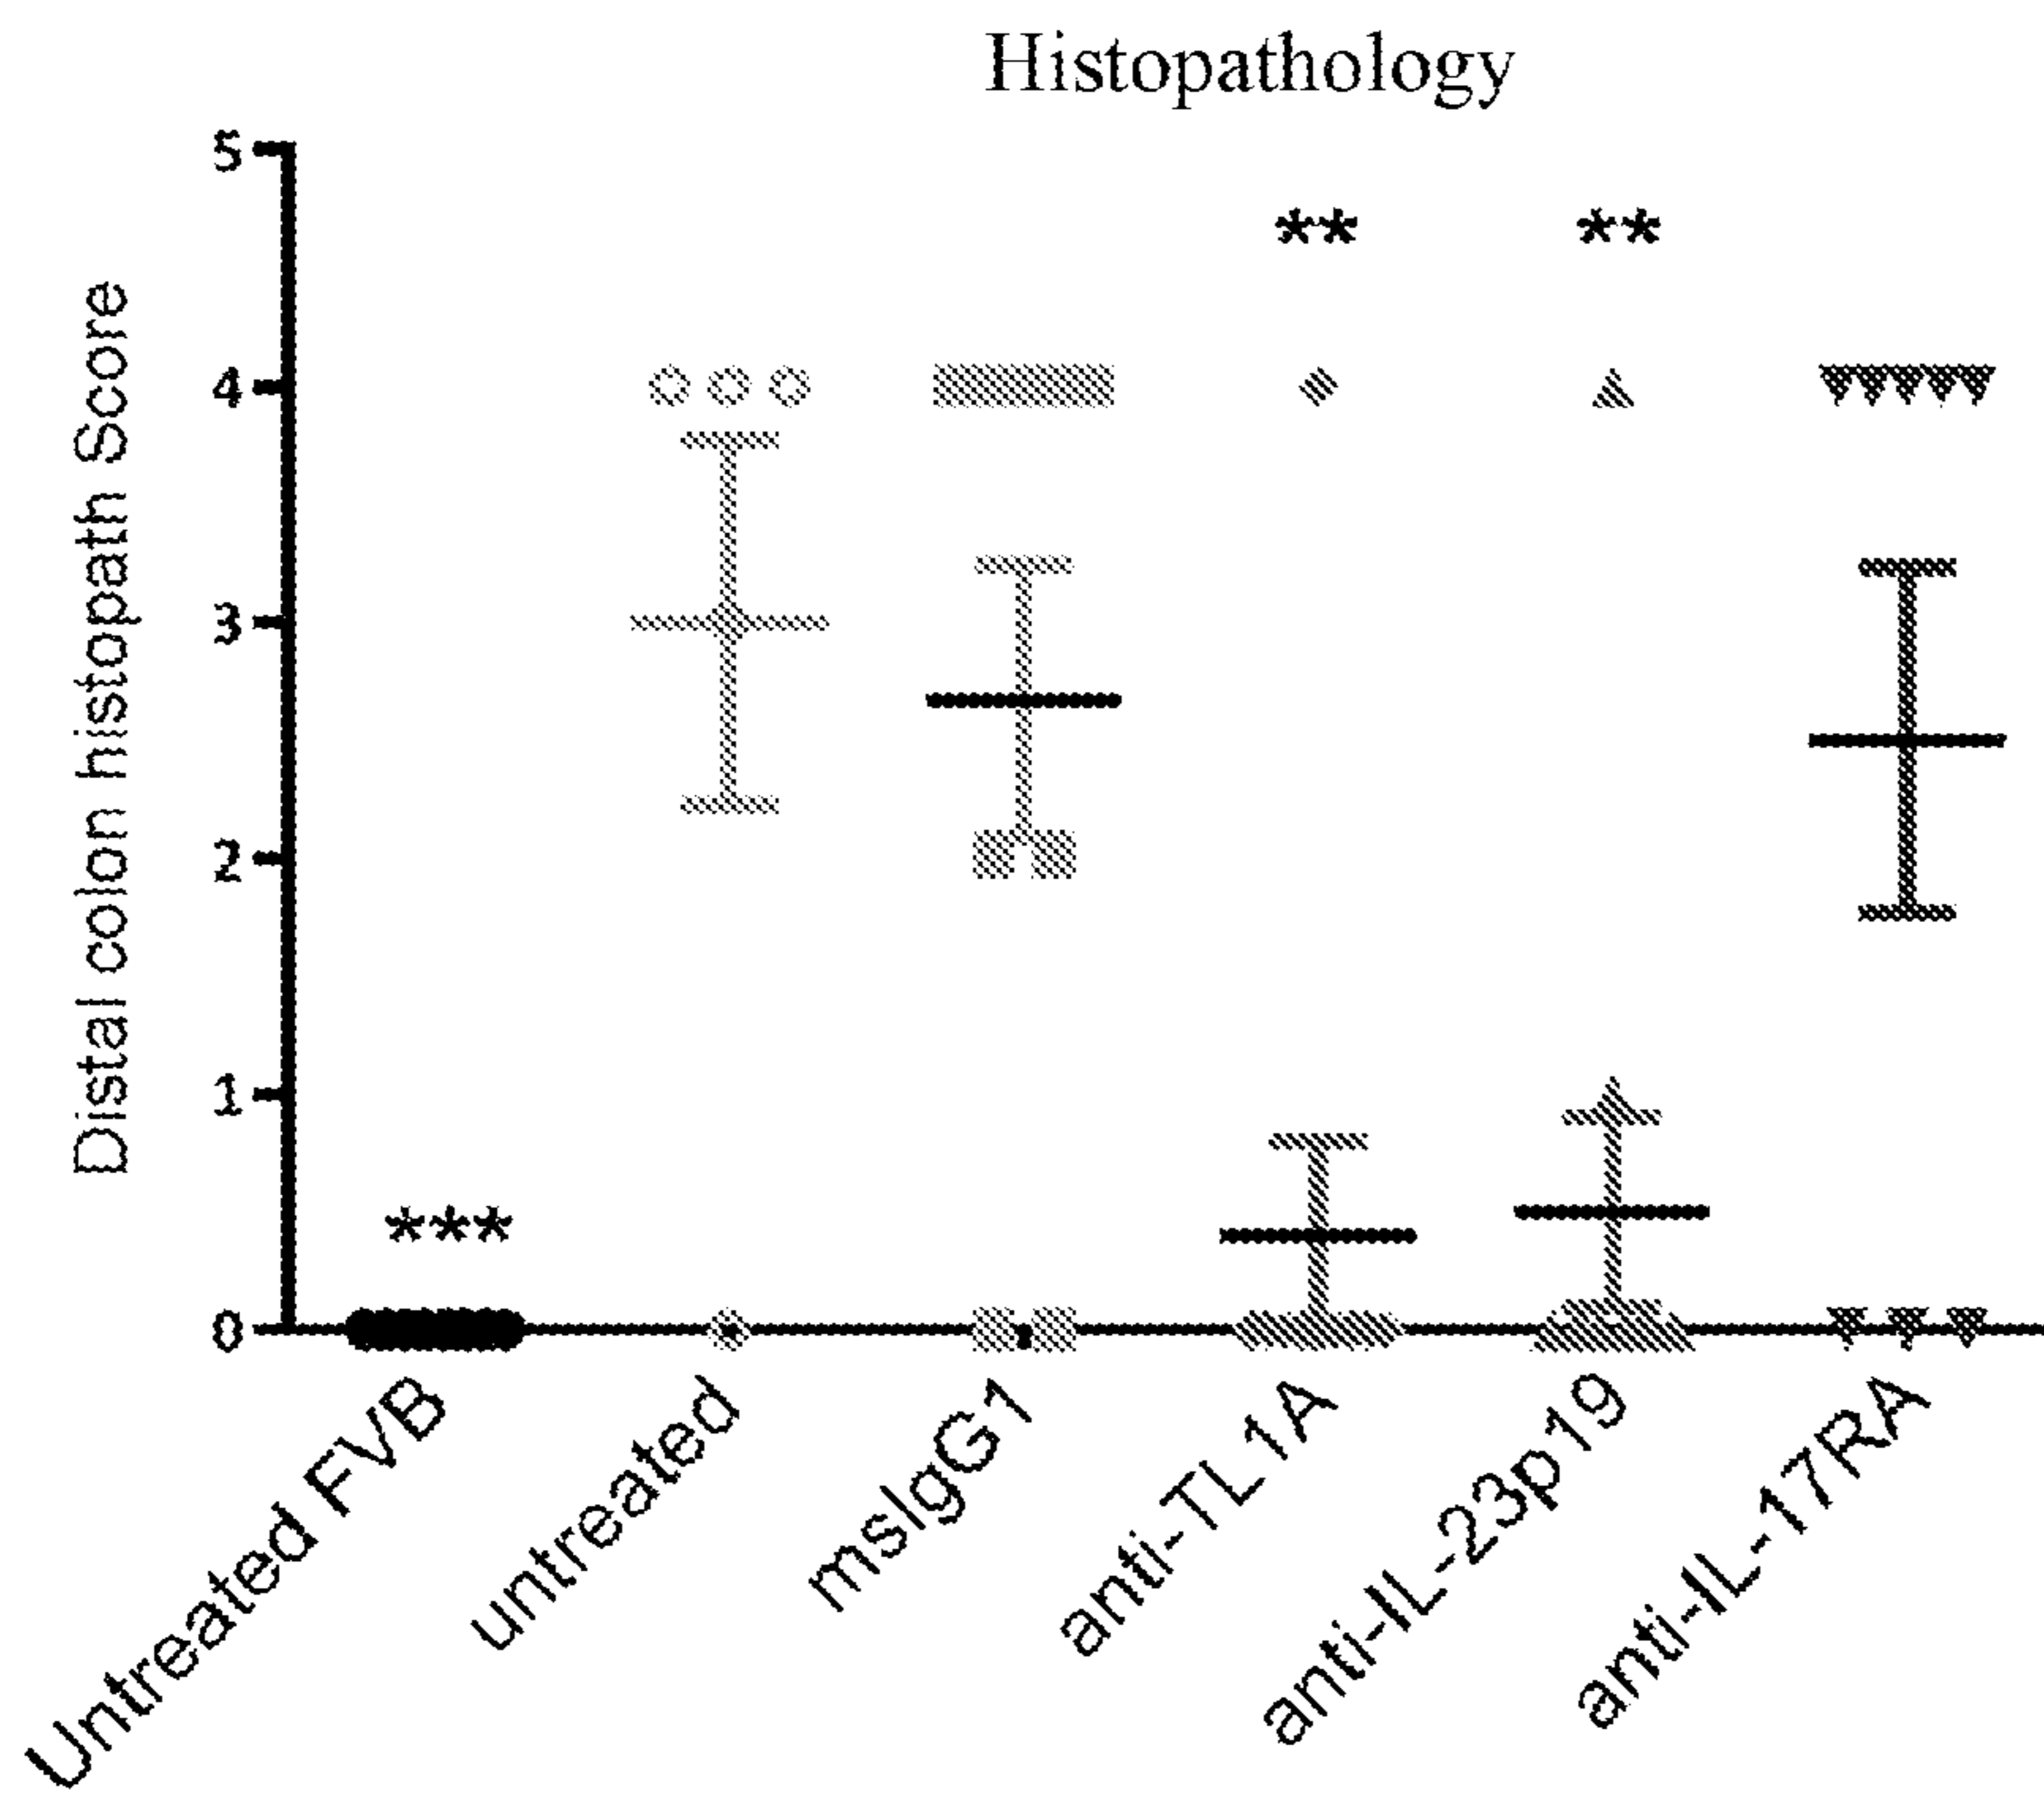 Histopathology
Distal colon histopath Score
5
4
3
2
1
0
**
**
***
Untreated FVB
untreated
msIgG1
anti-TL1A
anti-IL-23p19
anti-IL-17RA